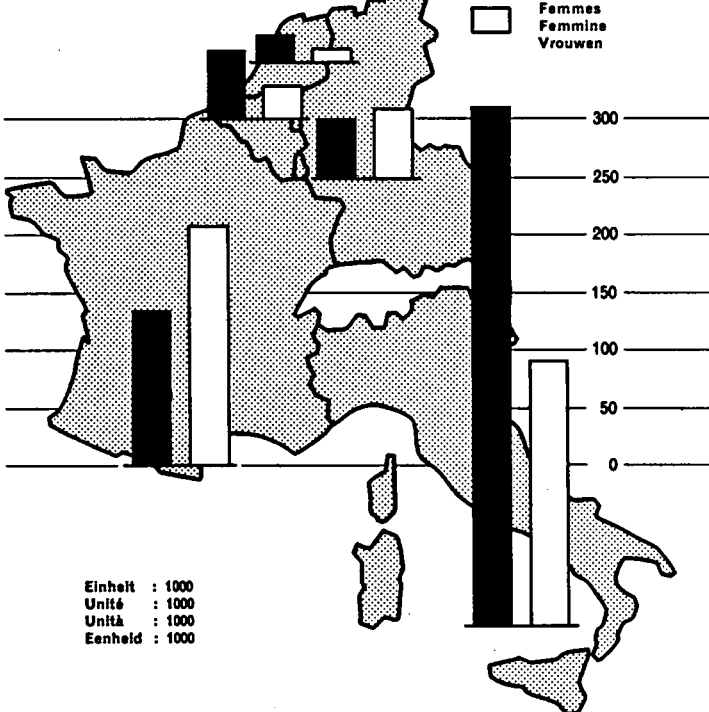 Femmes
Femmine
Vrouwen
300
250
200
150
100
50
0
Einheit : 1000
Unité : 1000
Unità : 1000
Eenheid : 1000